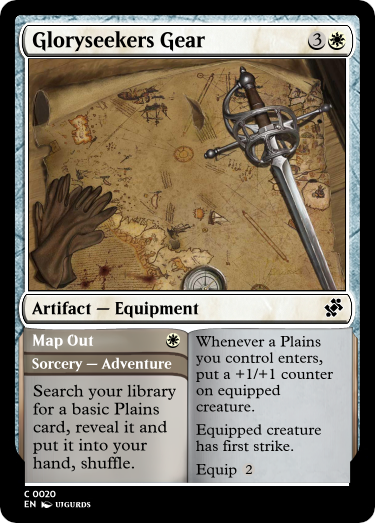 Gloryseekers Gear 3
Artifact — Equipment
Map Out
Sorcery — Adventure
Search your library
for a basic Plains
card, reveal it and
put it into your
hand, shuffle.
Whenever a Plains
you control enters,
put a +1/+1 counter
on equipped
creature.
Equipped creature
has first strike.
Equip 2
C 0020
EN UJGURDS